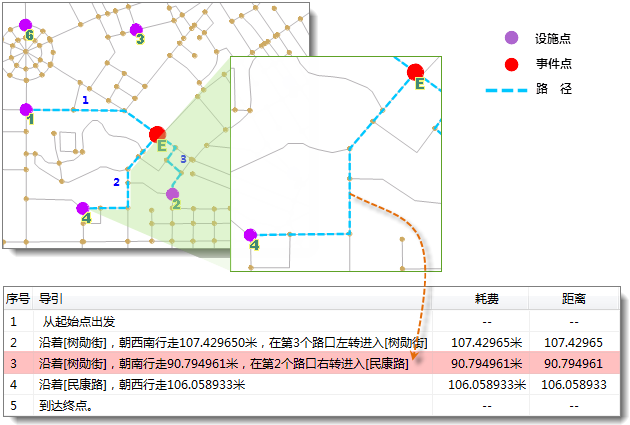 6
3
1
1
E
3
2
2
4
E
4
设施点
事件点
路 径
序号 导引 耗费 距离
1 从起始点出发 -- --
2 沿着[树勋街],朝西南行走107.429650米,在第3个路口左转进入[树勋街] 107.42965米 107.42965
3 沿着[树勋街],朝南行走90.794961米,在第2个路口右转进入[民康路] 90.794961米 90.794961
4 沿着[民康路],朝西行走106.058933米 106.058933米 106.058933
5 到达终点。 -- --